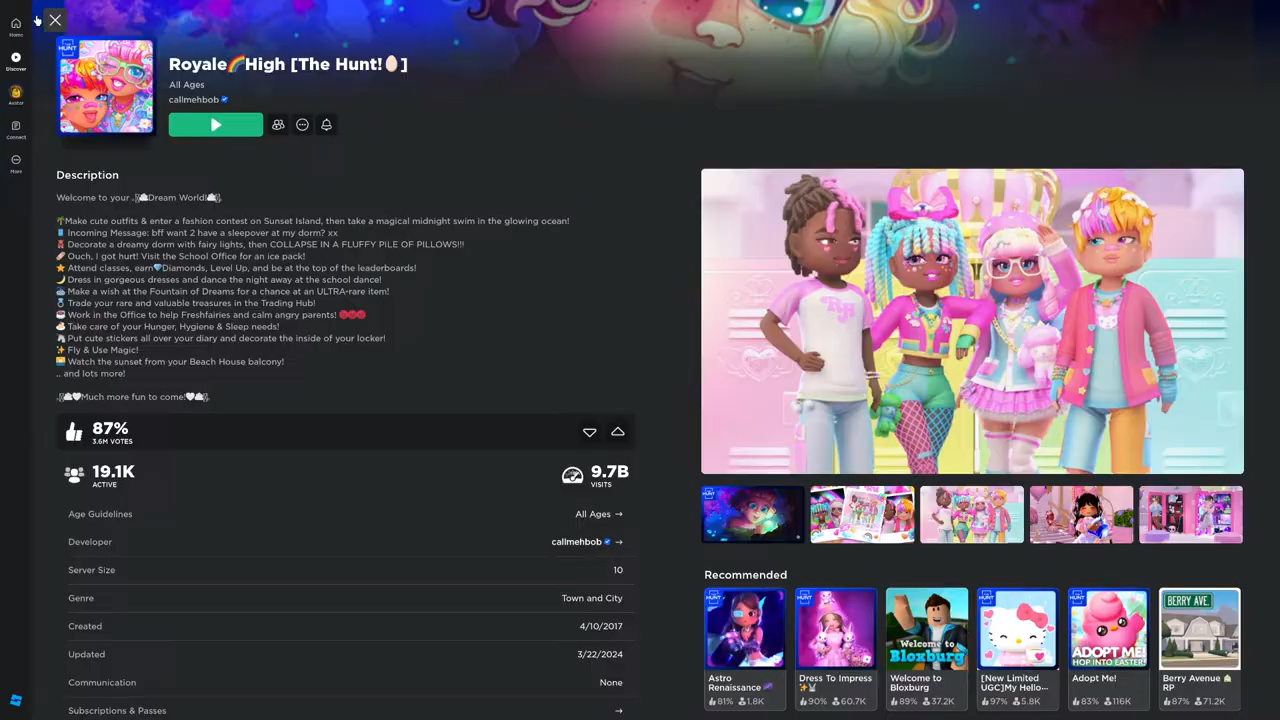 Home
Discover
Avatar
Connect
More
HUNT
Royale🌈High [The Hunt!🥚]
All Ages
callmehbob
Description
Welcome to your .・☁Dream World!☁・.
🌴Make cute outfits & enter a fashion contest on Sunset Island, then take a magical midnight swim in the glowing ocean!
📱 Incoming Message: bff want 2 have a sleepover at my dorm? xx
🧸 Decorate a dreamy dorm with fairy lights, then COLLAPSE IN A FLUFFY PILE OF PILLOWS!!!
🩹 Ouch, I got hurt! Visit the School Office for an ice pack!
⭐ Attend classes, earn💎Diamonds, Level Up, and be at the top of the leaderboards!
🌙 Dress in gorgeous dresses and dance the night away at the school dance!
Make a wish at the Fountain of Dreams for a chance at an ULTRA-rare item!
Trade your rare and valuable treasures in the Trading Hub!
☕ Work in the Office to help Freshfairies and calm angry parents! 😡😡😡
Take care of your Hunger, Hygiene & Sleep needs!
🦄 Put cute stickers all over your diary and decorate the inside of your locker!
✨ Fly & Use Magic!
🌅 Watch the sunset from your Beach House balcony!
.. and lots more!
Much more fun to come!
87%
3.6M VOTES
19.1K
ACTIVE
9.7B
VISITS
Age Guidelines
All Ages →
Developer
callmehbob →
Server Size
10
Genre
Town and City
Created
4/10/2017
Updated
3/22/2024
Communication
None
Subscriptions & Passes
→
HUNT
Recommended
HUNT
HUNT
Welcome to
Bloxburg
HUNT
HUNT
ADOPT ME!
HOP INTO EASTER!
BERRY AVE.
Astro
Renaissance
81% 1.8K
Dress To Impress
✨
90% 60.7K
Welcome to
Bloxburg
89% 37.2K
[New Limited
UGC]My Hello...
97% 5.8K
Adopt Me!
83% 116K
Berry Avenue 🏠
RP
87% 71.2K